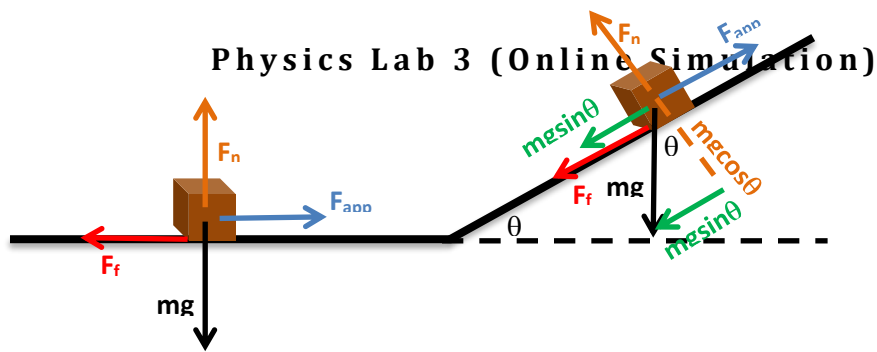 Physics Lab 3 (Online Simulation)
Fn
Fapp
Ff
mg
θ
Fn
Fapp
mgsinθ
Ff
mg
θ
mgcosθ
mgsinθ